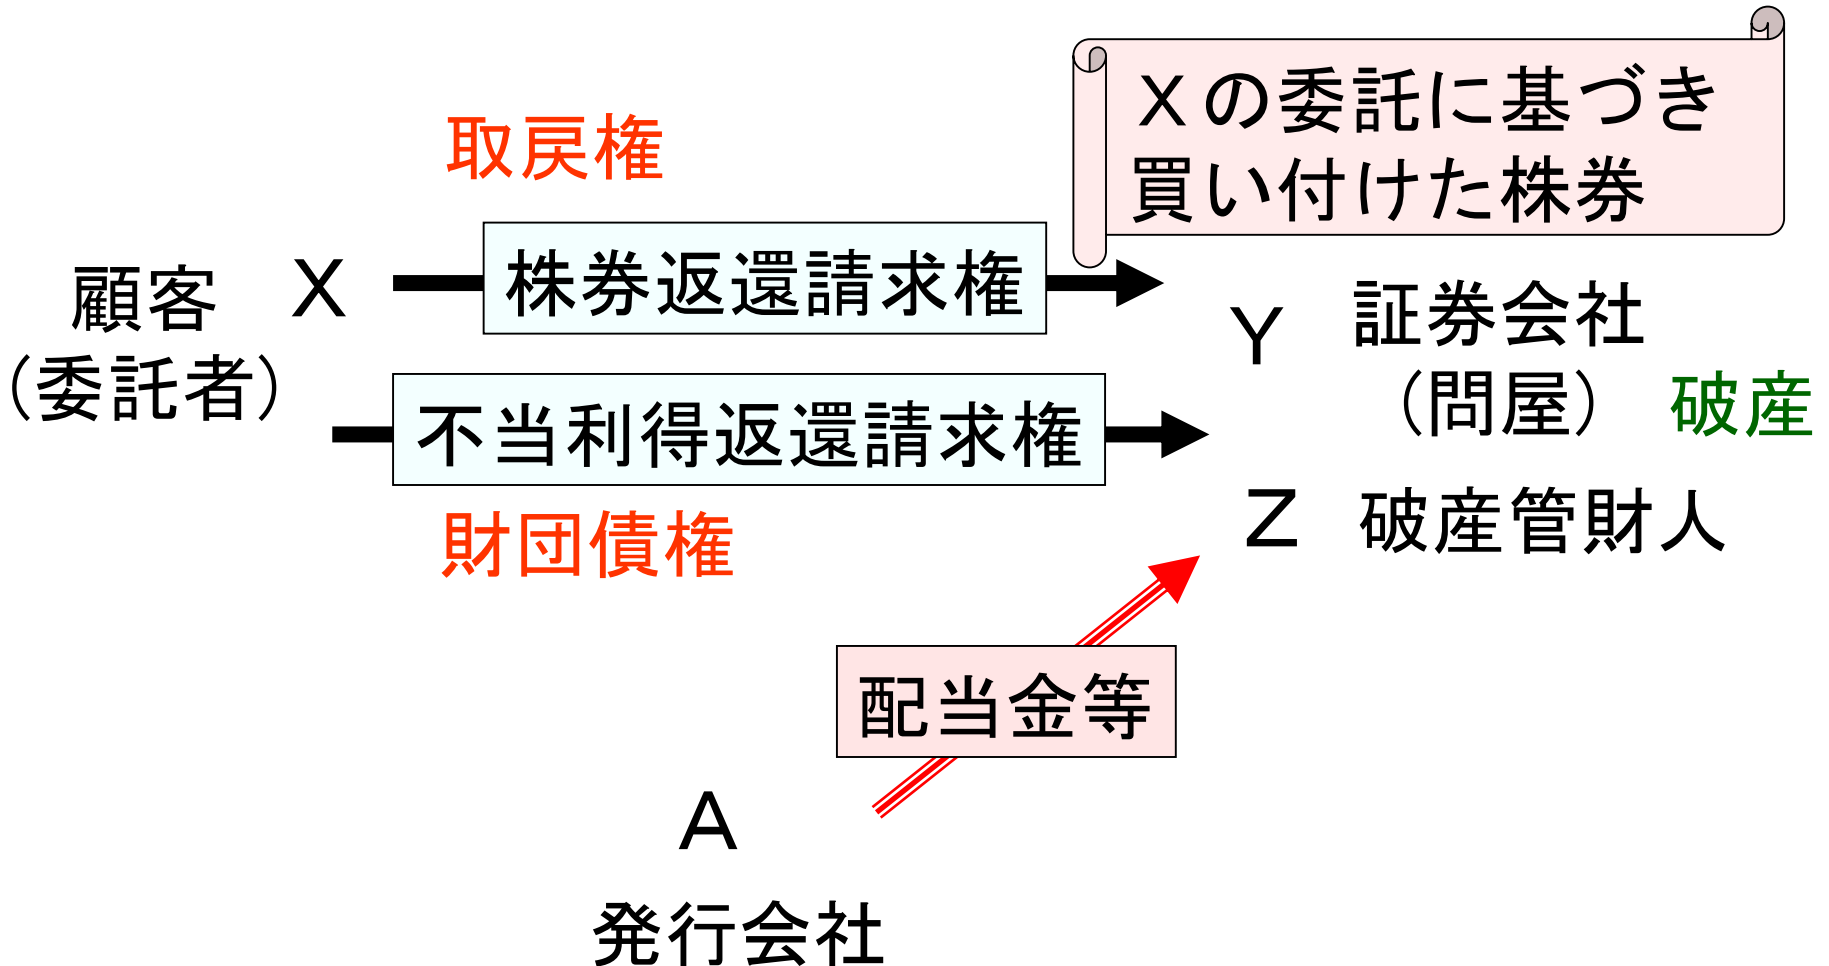 Ｘの委託に基づき
買い付けた株券
取戻権
顧客　Ｘ
（委託者）
株券返還請求権
Ｙ　証券会社
（問屋）　破産
不当利得返還請求権
財団債権
Ｚ　破産管財人
配当金等
Ａ
発行会社